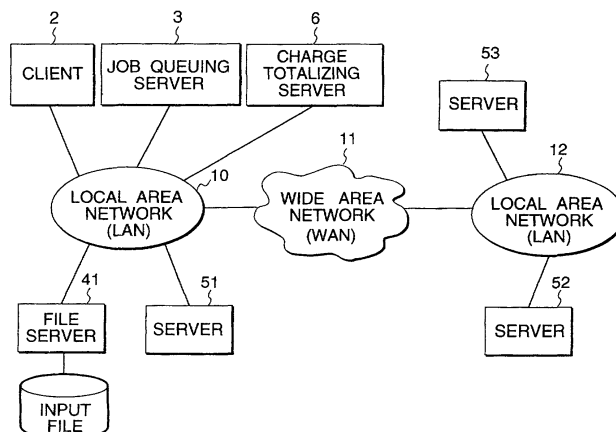 2
3
6
CLIENT
JOB QUEUING
SERVER
CHARGE
TOTALIZING
SERVER
53
SERVER
11
10
12
LOCAL AREA
NETWORK
(LAN)
WIDE AREA
NETWORK
(WAN)
LOCAL AREA
NETWORK
(LAN)
41
51
52
FILE
SERVER
SERVER
SERVER
INPUT
FILE